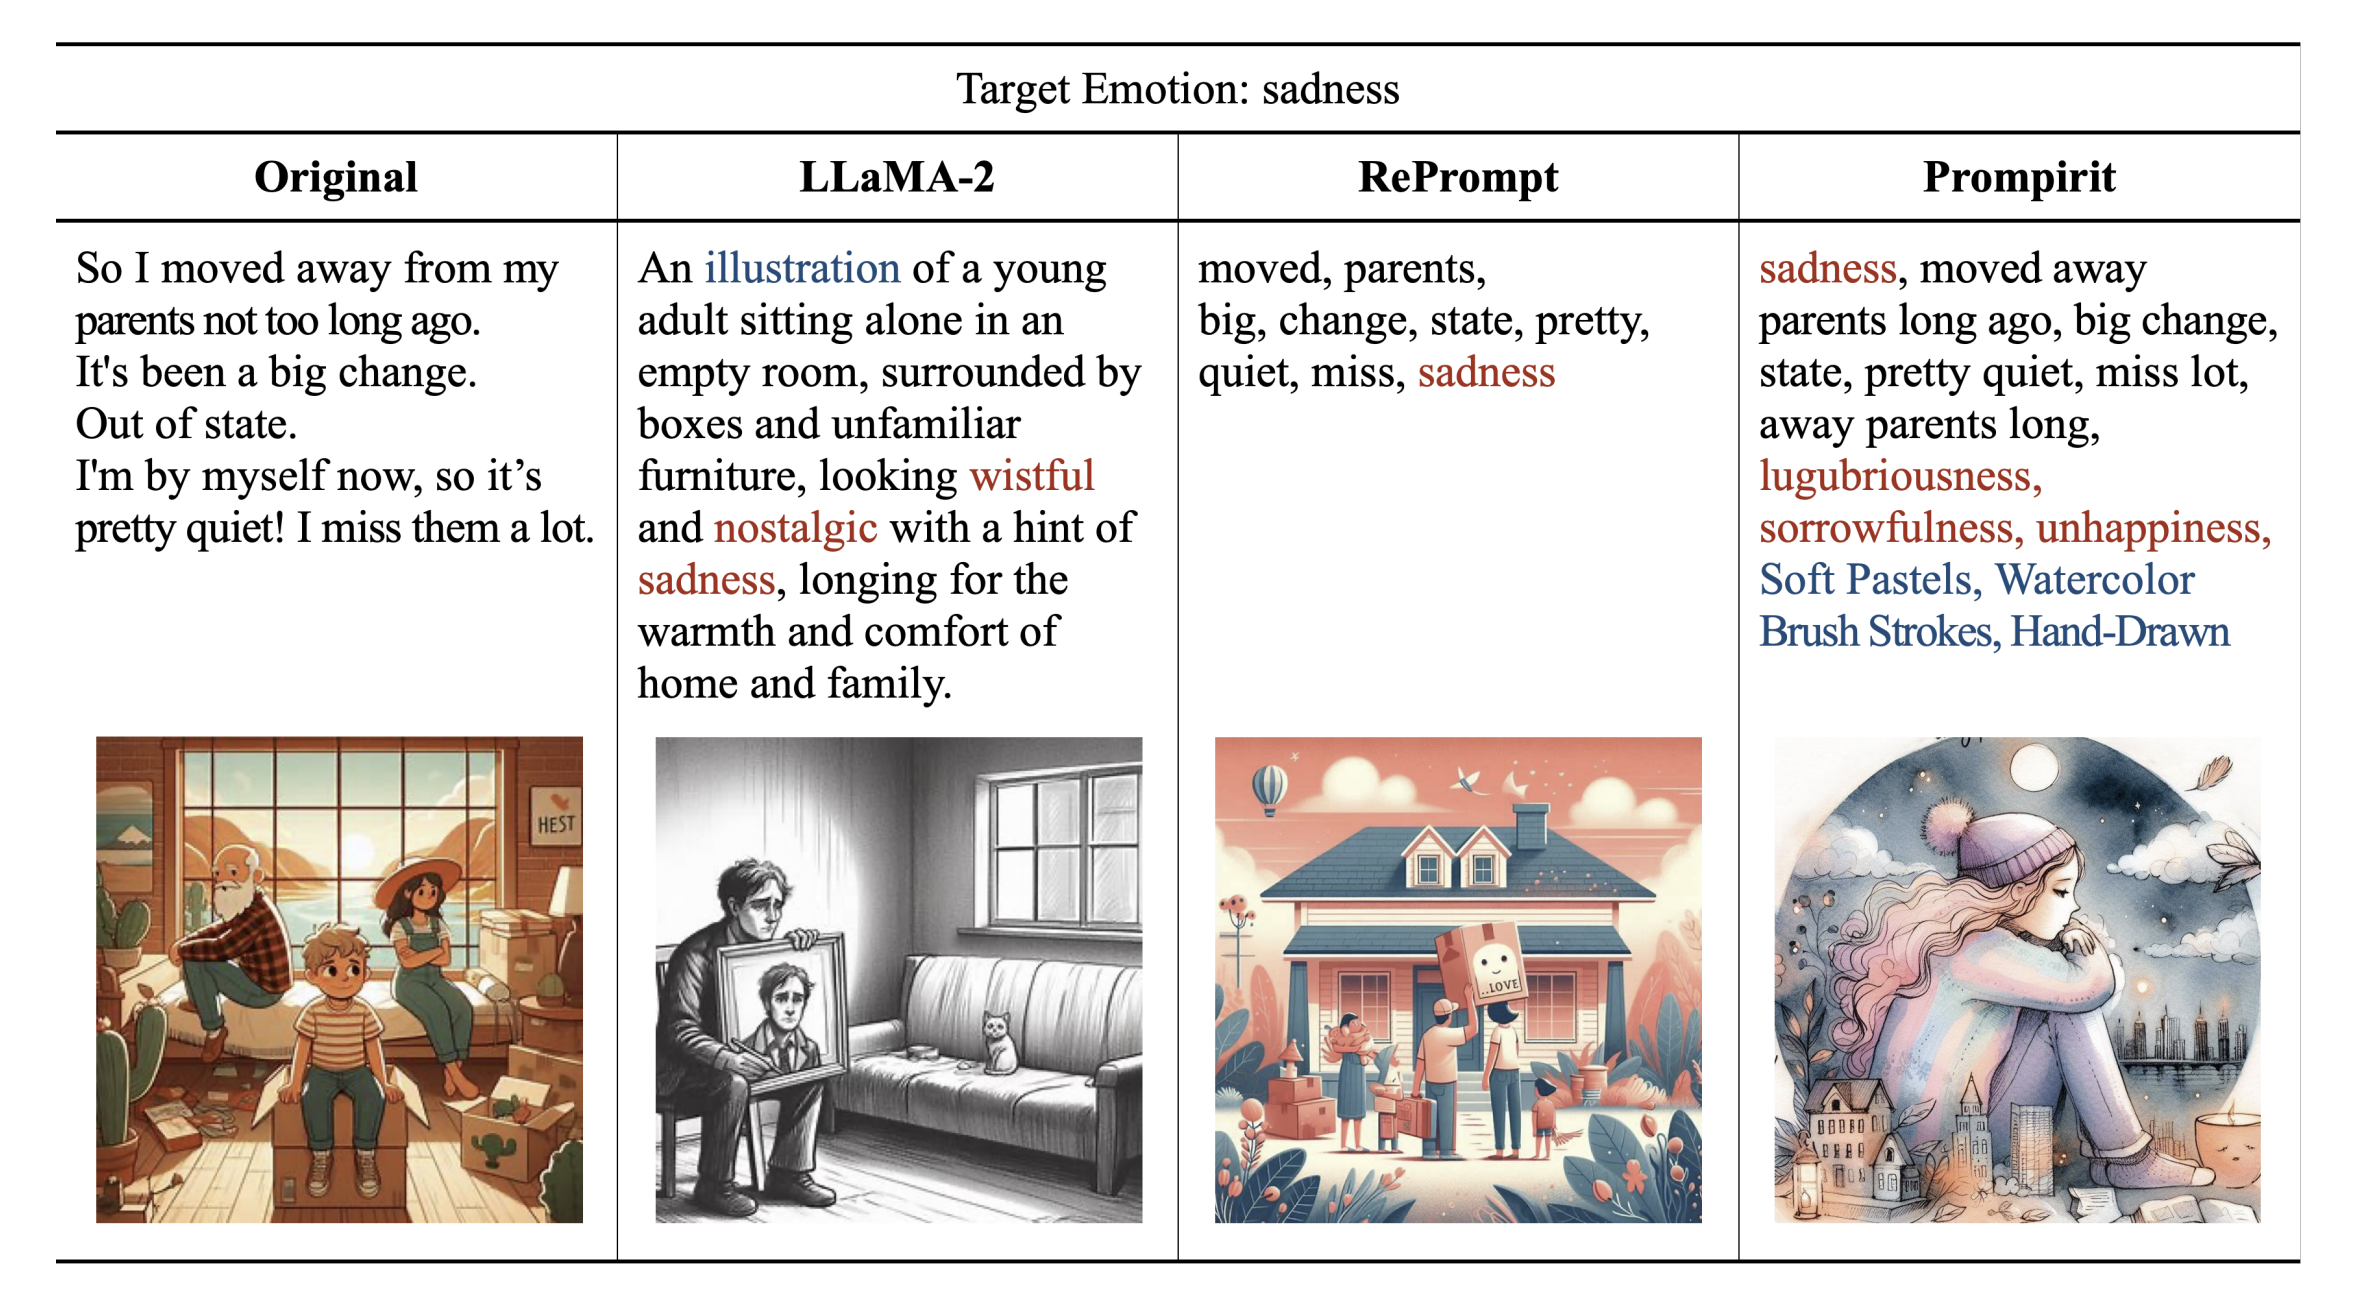 Target Emotion: sadness
Original
LLaMA-2
RePrompt
Prompirit
So I moved away from my
parents not too long ago.
It's been a big change.
Out of state.
I'm by myself now, so it’s
pretty quiet! I miss them a lot.
An illustration of a young
adult sitting alone in an
empty room, surrounded by
boxes and unfamiliar
furniture, looking wistful
and nostalgic with a hint of
sadness, longing for the
warmth and comfort of
home and family.
moved, parents,
big, change, state, pretty,
quiet, miss, sadness
sadness, moved away
parents long ago, big change,
state, pretty quiet, miss lot,
away parents long,
lugubriousness,
sorrowfulness, unhappiness,
Soft Pastels, Watercolor
Brush Strokes, Hand-Drawn
HEST
..LOVE